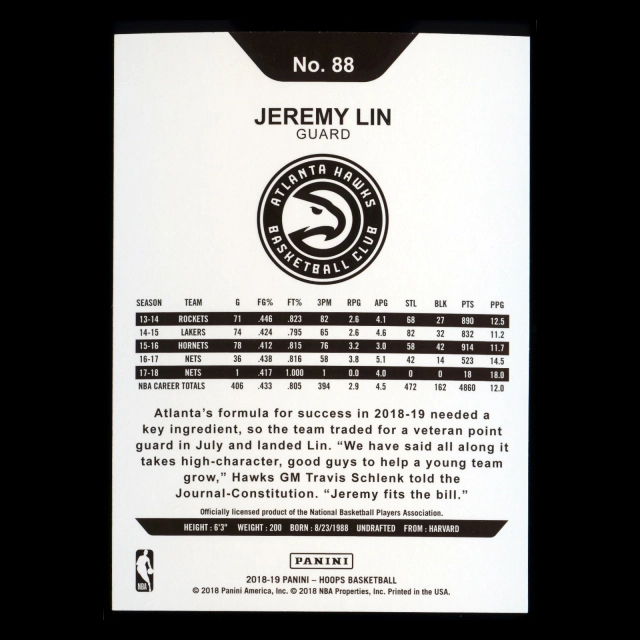 No. 88
JEREMY LIN
GUARD
ATLANTA HAWKS
BASKETBALL CLUB
SEASON TEAM G FG% FT% 3PM RPG APG STL BLK PTS PPG
13-14 ROCKETS 71 .446 .823 82 2.6 4.1 68 27 890 12.5
14-15 LAKERS 74 .424 .795 65 2.6 4.6 82 32 832 11.2
15-16 HORNETS 78 .412 .815 76 3.2 3.0 58 42 914 11.7
16-17 NETS 36 .438 .816 58 3.8 5.1 42 14 523 14.5
17-18 NETS 1 .417 1.000 1 0.0 4.0 0 0 18 18.0
NBA CAREER TOTALS 406 .433 .805 394 2.9 4.5 472 162 4860 12.0
Atlanta's formula for success in 2018-19 needed a
key ingredient, so the team traded for a veteran point
guard in July and landed Lin. “We have said all along it
takes high-character, good guys to help a young team
grow,” Hawks GM Travis Schlenk told the
Journal-Constitution. “Jeremy fits the bill.”
Officially licensed product of the National Basketball Players Association.
HEIGHT: 6'3" WEIGHT: 200 BORN: 8/23/1988 UNDRAFTED FROM: HARVARD
NBA
PANINI
2018-19 PANINI – HOOPS BASKETBALL
© 2018 Panini America, Inc. © 2018 NBA Properties, Inc. Printed in the USA.